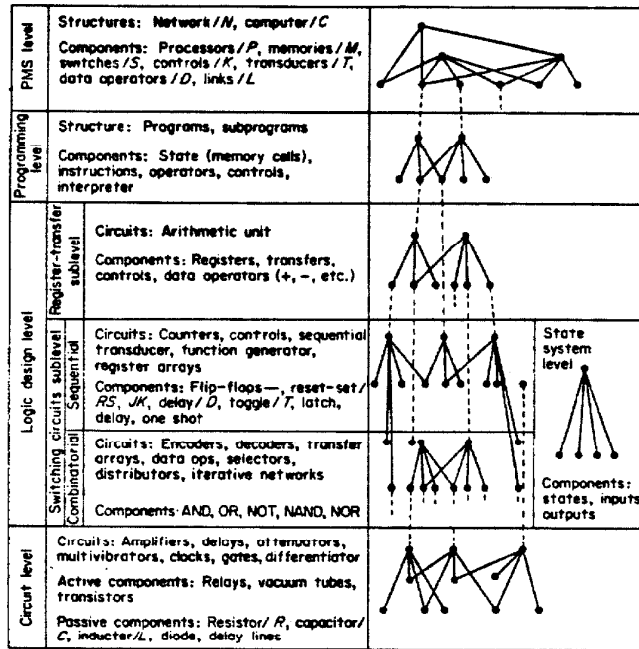 PMS level
Structures: Network/N, computer/C
Components: Processors/P, memories/M,
switches/S, controls/K, transducers/T,
data operators/D, links/L
Programming
level
Structure: Programs, subprograms
Components: State (memory cells),
instructions, operators, controls,
interpreter
Logic design level
Register-transfer
sublevel
Circuits: Arithmetic unit
Components: Registers, transfers,
controls, data operators (+, -, etc.)
Switching circuits sublevel
Sequential
Circuits: Counters, controls, sequential
transducer, function generator,
register arrays
Components: Flip-flops—, reset-set/
RS, JK, delay/D, toggle/T, latch,
delay, one shot
Combinatorial
Circuits: Encoders, decoders, transfer
arrays, data ops, selectors,
distributors, iterative networks
Components: AND, OR, NOT, NAND, NOR
State
system
level
Components:
states, inputs
outputs
Circuit level
Circuits: Amplifiers, delays, attenuators,
multivibrators, clocks, gates, differentiator
Active components: Relays, vacuum tubes,
transistors
Passive components: Resistor/R, capacitor/
C, inductor/L, diode, delay lines